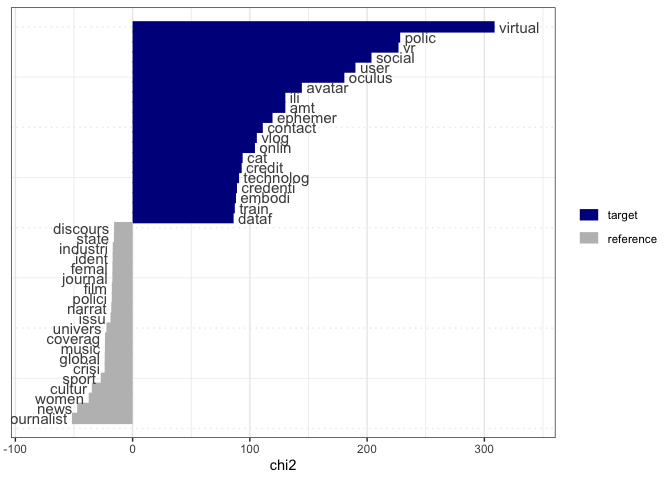 virtual
polic
vr
social
user
oculus
avatar
ili
amt
ephemer
contact
vlog
onlin
cat
credit
technolog
credenti
embodi
train
dataf
discours
state
industri
ident
femal
journal
film
polici
narrat
issu
univers
coverag
music
global
crisi
sport
cultur
women
news
ournalist
-100 0 100 200 300
chi2
target
reference